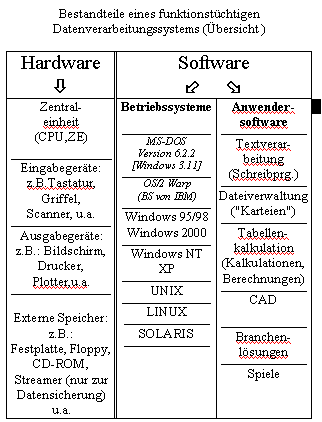 Bestandteile eines funktionstüchtigen
Datenverarbeitungssystems (Übersicht )
Hardware
Software
Zentral-
einheit
(CPU,ZE)
Eingabegeräte:
z.B.Tastatur,
Griffel,
Scanner, u.a.
Ausgabegeräte:
z.B.: Bildschirm,
Drucker,
Plotter,u.a.
Externe Speicher:
z.B.:
Festplatte, Floppy,
CD-ROM,
Streamer (nur zur
Datensicherung)
u.a.
Betriebssysteme
MS-DOS
Version 6.2.2
[Windows 3.11]
OS/2 Warp
(BS von IBM)
Windows 95/98
Windows 2000
Windows NT
XP
UNIX
LINUX
SOLARIS
Anwender-
software
Textverar-
beitung
(Schreibprg.)
Dateiverwaltung
("Karteien")
Tabellen-
kalkulation
(Kalkulationen,
Berechnungen)
CAD
Branchen-
lösungen
Spiele